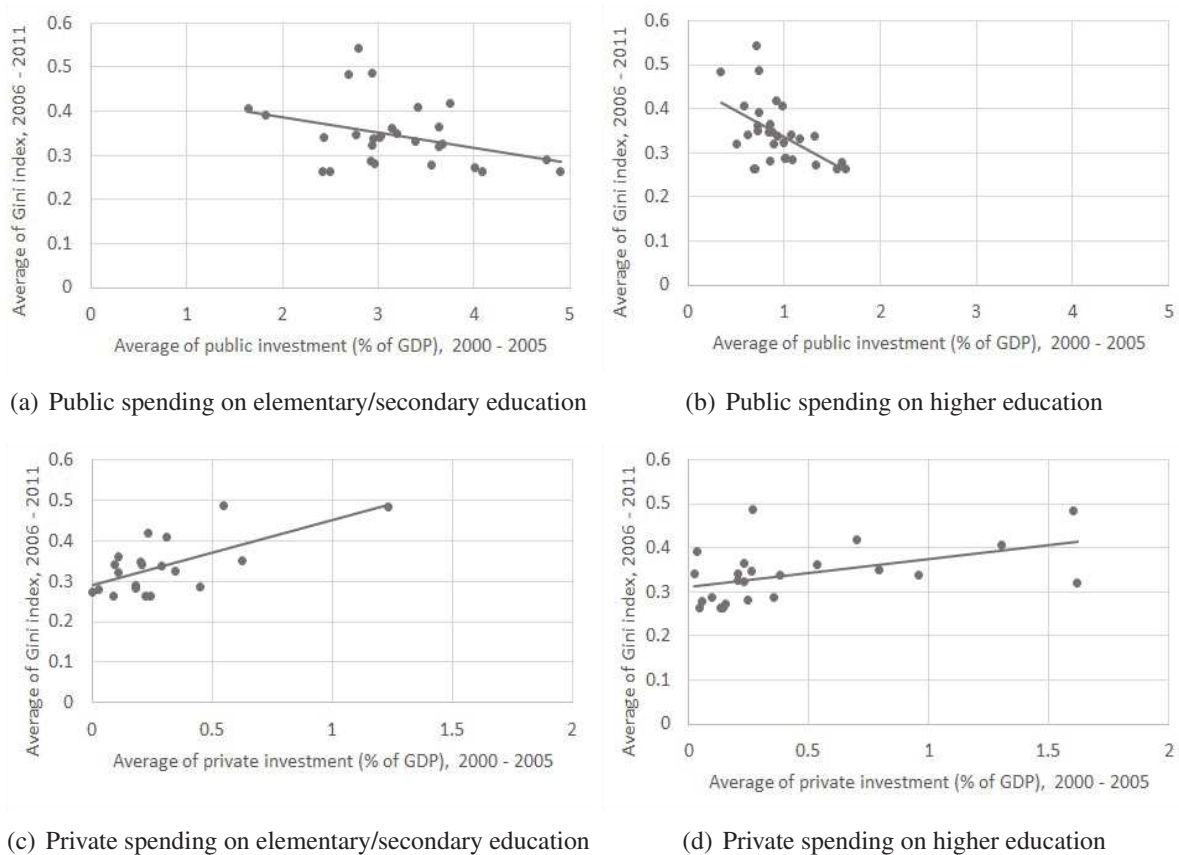 Average of Gini index, 2006 - 2011
0.6
0.5
0.4
0.3
0.2
0.1
0
0 1 2 3 4 5
Average of public investment (% of GDP), 2000 - 2005
(a) Public spending on elementary/secondary education
Average of Gini index, 2006 - 2011
0.6
0.5
0.4
0.3
0.2
0.1
0
0 1 2 3 4 5
Average of public investment (% of GDP), 2000 - 2005
(b) Public spending on higher education
Average of Gini index, 2006 - 2011
0.6
0.5
0.4
0.3
0.2
0.1
0
0 0.5 1 1.5 2
Average of private investment (% of GDP), 2000 - 2005
(c) Private spending on elementary/secondary education
Average of Gini index, 2006 - 2011
0.6
0.5
0.4
0.3
0.2
0.1
0
0 0.5 1 1.5 2
Average of private investment (% of GDP), 2000 - 2005
(d) Private spending on higher education